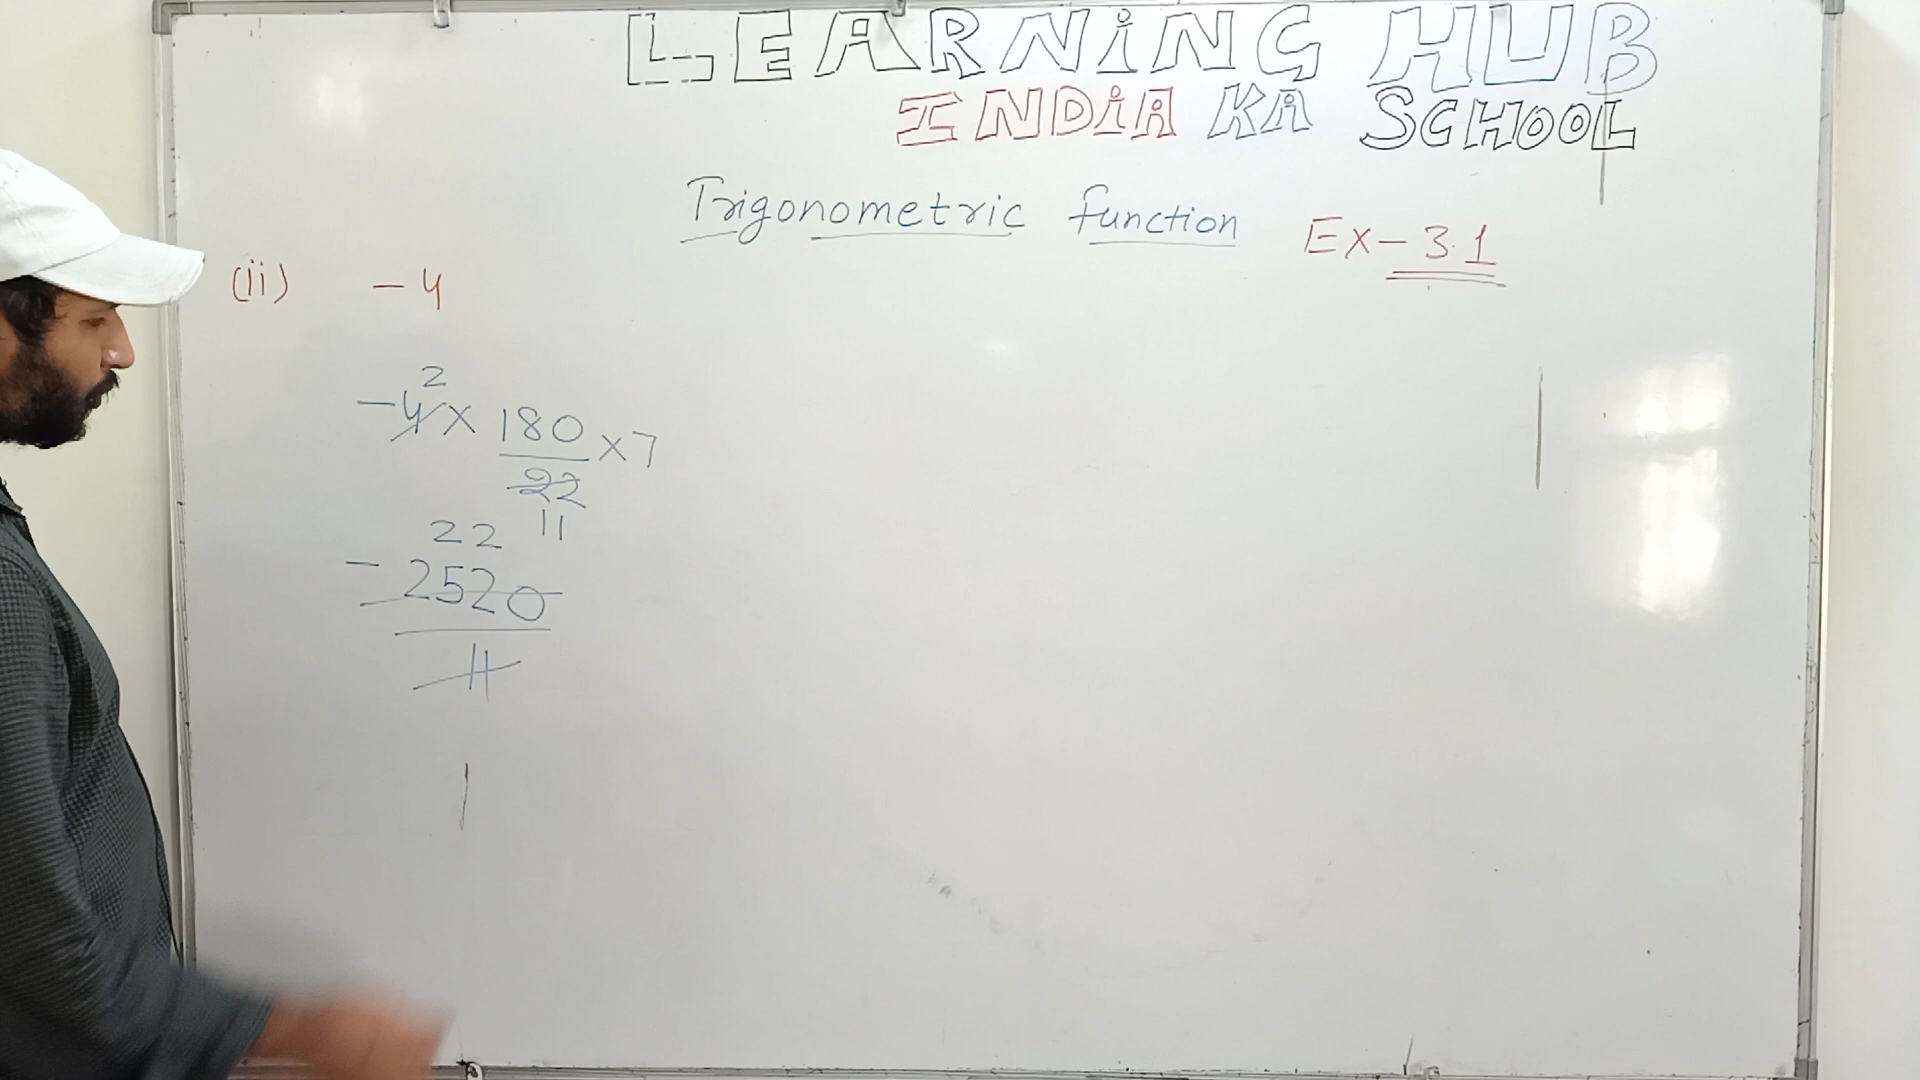 LEARNiNG HUB
INDiA KA SCHOOL
Trigonometric function Ex-3.1
(ii) -4
2
-4 x 180 x 7
22
11
22
- 2520
11